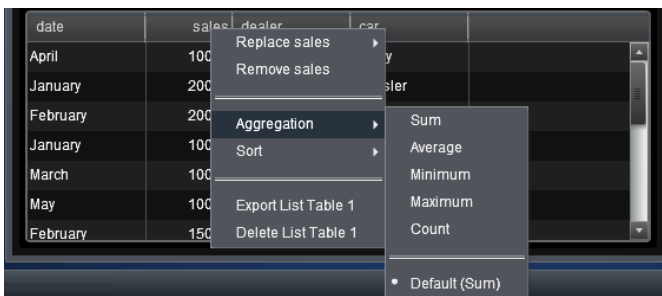 date sales dealer car
April 100
January 200 sler
February 200
January 100
March 100
May 100
February 150
Replace sales
Remove sales
Aggregation
Sort
Export List Table 1
Delete List Table 1
Sum
Average
Minimum
Maximum
Count
Default (Sum)